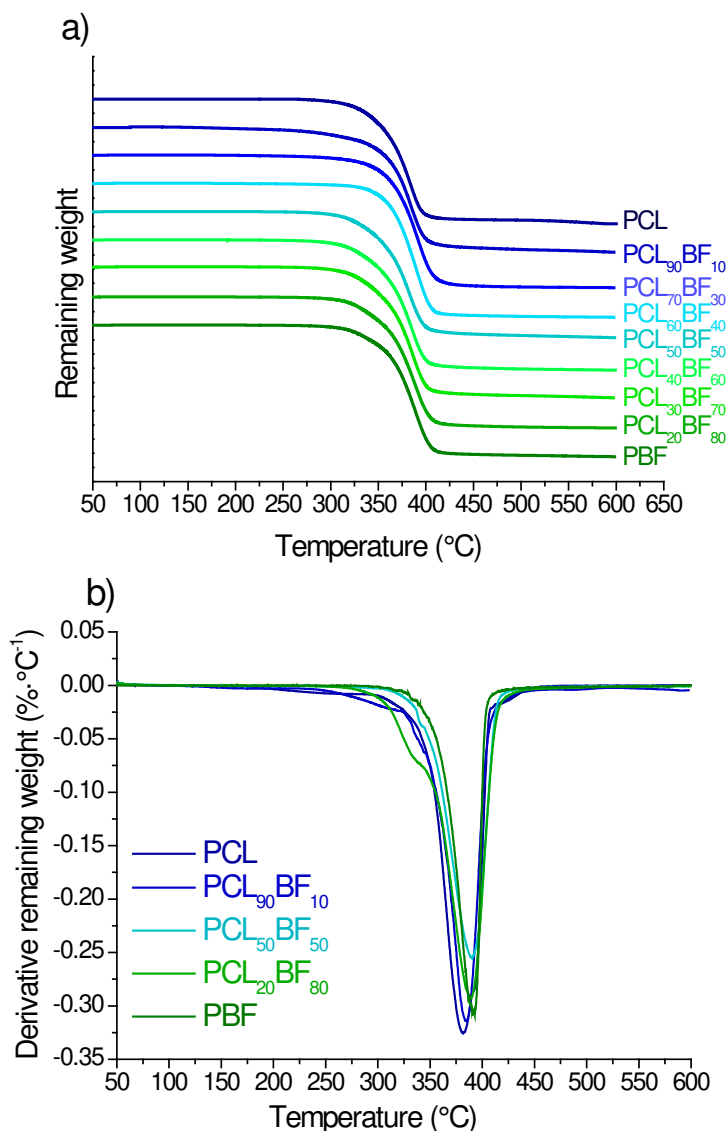 a)
Remaining weight
PCL
PCL₉₀BF₁₀
PCL₇₀BF₃₀
PCL₆₀BF₄₀
PCL₅₀BF₅₀
PCL₄₀BF₆₀
PCL₃₀BF₇₀
PCL₂₀BF₈₀
PBF
50 100 150 200 250 300 350 400 450 500 550 600 650
Temperature (°C)
b)
Derivative remaining weight (%·°C⁻¹)
0.05
0.00
-0.05
-0.10
-0.15
-0.20
-0.25
-0.30
-0.35
PCL
PCL₉₀BF₁₀
PCL₅₀BF₅₀
PCL₂₀BF₈₀
PBF
50 100 150 200 250 300 350 400 450 500 550 600
Temperature (°C)